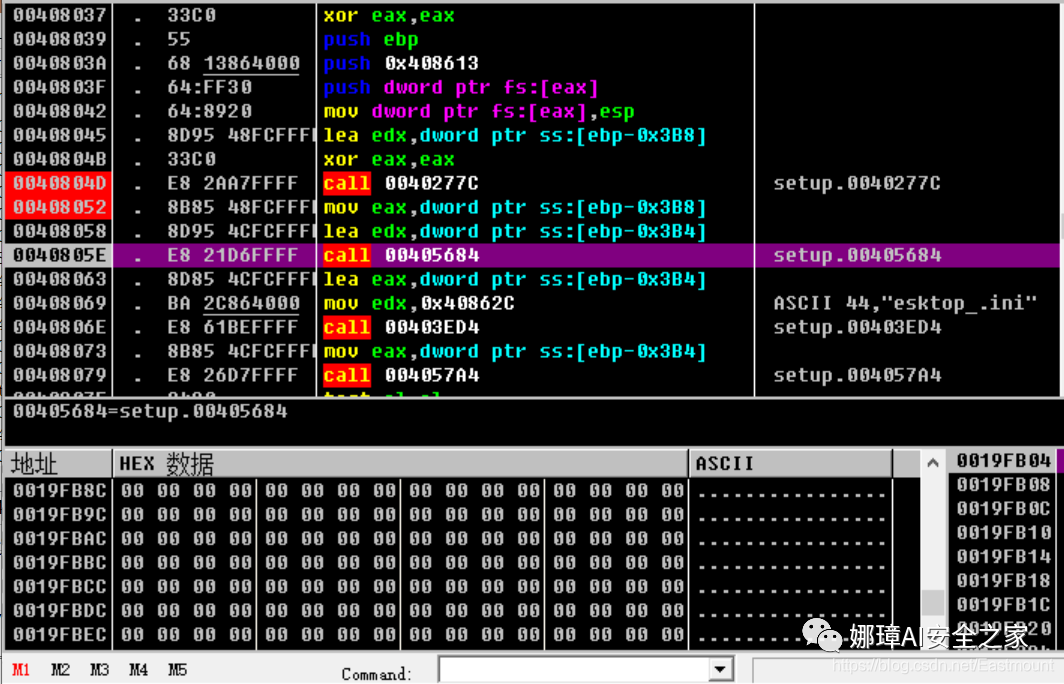 00408037 . 33C0 xor eax,eax
00408039 . 55 push ebp
0040803A . 68 13864000 push 0x408613
0040803F . 64:FF30 push dword ptr fs:[eax]
00408042 . 64:8920 mov dword ptr fs:[eax],esp
00408045 . 8D95 48FCFFFF lea edx,dword ptr ss:[ebp-0x3B8]
0040804B . 33C0 xor eax,eax
0040804D . E8 2AA7FFFF call 0040277C setup.0040277C
00408052 . 8B85 48FCFFFF mov eax,dword ptr ss:[ebp-0x3B8]
00408058 . 8D95 4CFCFFFF lea edx,dword ptr ss:[ebp-0x3B4]
0040805E . E8 21D6FFFF call 00405684 setup.00405684
00408063 . 8D85 4CFCFFFF lea eax,dword ptr ss:[ebp-0x3B4]
00408069 . BA 2C864000 mov edx,0x40862C ASCII 44,"esktop_.ini"
0040806E . E8 61BEFFFF call 00403ED4 setup.00403ED4
00408073 . 8B85 4CFCFFFF mov eax,dword ptr ss:[ebp-0x3B4]
00408079 . E8 26D7FFFF call 004057A4 setup.004057A4
00405684=setup.00405684
地址 HEX 数据 ASCII 0019FB04
0019FB8C 00 00 00 00 00 00 00 00 00 00 00 00 00 00 00 00 ................ 0019FB08
0019FB9C 00 00 00 00 00 00 00 00 00 00 00 00 00 00 00 00 ................ 0019FB0C
0019FBAC 00 00 00 00 00 00 00 00 00 00 00 00 00 00 00 00 ................ 0019FB10
0019FBBC 00 00 00 00 00 00 00 00 00 00 00 00 00 00 00 00 ................ 0019FB14
0019FBCC 00 00 00 00 00 00 00 00 00 00 00 00 00 00 00 00 ................ 0019FB18
0019FBDC 00 00 00 00 00 00 00 00 00 00 00 00 00 00 00 00 ................ 0019FB1C
0019FBEC 00 00 00 00 00 00 00 00 00 00 00 00 00 00 00 00
娜璋AI安全之家
https://blog.csdn.net/Eastmount
M1 M2 M3 M4 M5 Command: